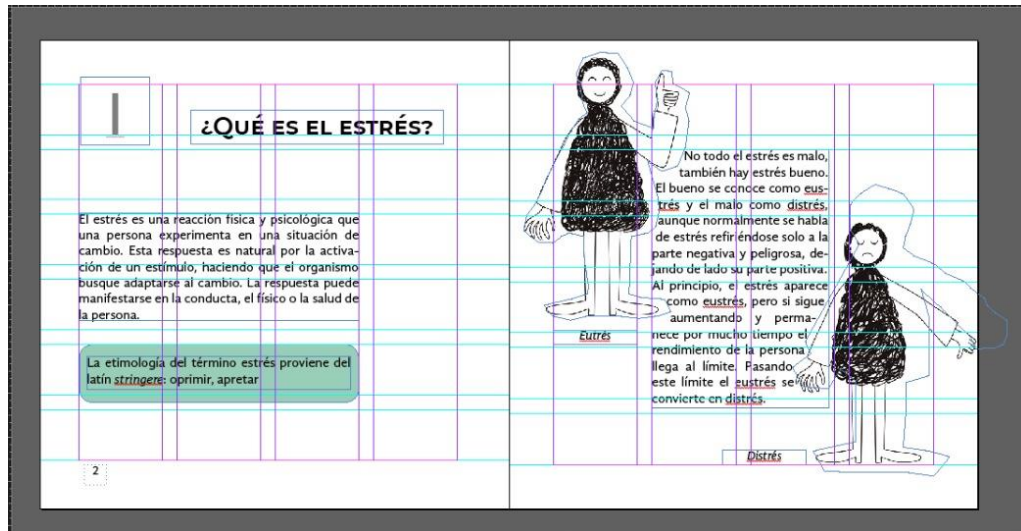 1
¿QUÉ ES EL ESTRÉS?
El estrés es una reacción física y psicológica que
una persona experimenta en una situación de
cambio. Esta respuesta es natural por la activa-
ción de un estímulo, haciendo que el organismo
busque adaptarse al cambio. La respuesta puede
manifestarse en la conducta, el físico o la salud de
la persona.
La etimología del término estrés proviene del
latín stringere: oprimir, apretar
2
No todo el estrés es malo,
también hay estrés bueno.
El bueno se conoce como eus-
trés y el malo como distrés,
aunque normalmente se habla
de estrés refiriéndose solo a la
parte negativa y peligrosa, de-
jando de lado su parte positiva.
Al principio, el estrés aparece
como eustrés, pero si sigue
aumentando y perma-
nece por mucho tiempo el
rendimiento de la persona
llega al límite. Pasando
este límite el eustrés se
convierte en distrés.
Eutrés
Distrés